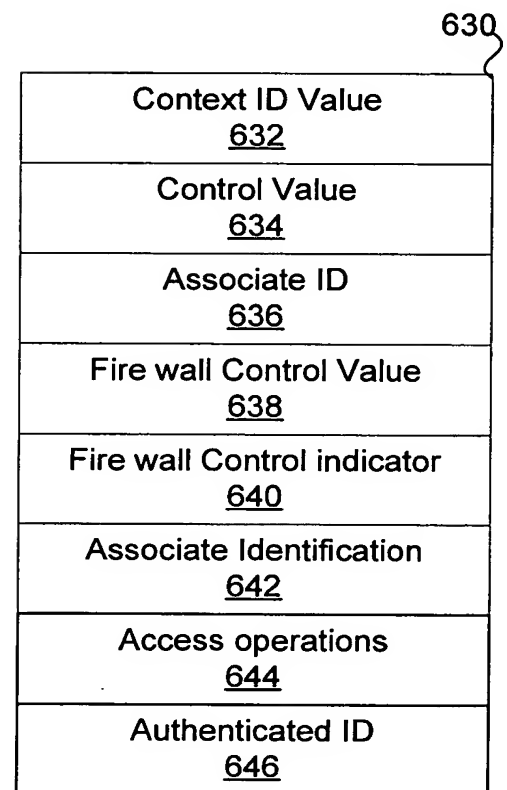 630
Context ID Value
632
Control Value
634
Associate ID
636
Fire wall Control Value
638
Fire wall Control indicator
640
Associate Identification
642
Access operations
644
Authenticated ID
646